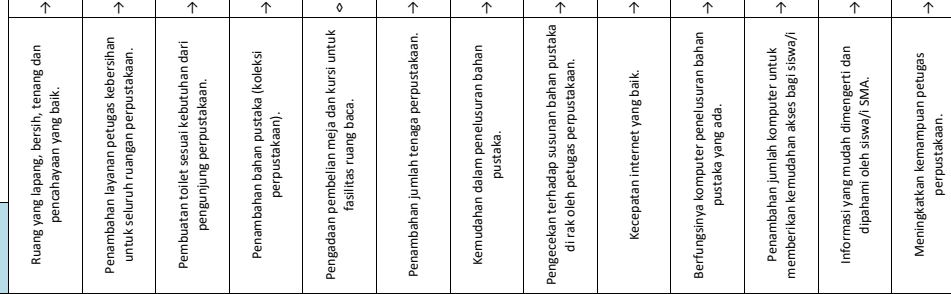 ↑
↑
↑
↑
◊
↑
↑
↑
↑
↑
↑
↑
↑
Ruang yang lapang, bersih, tenang dan
pencahayaan yang baik.
Penambahan layanan petugas kebersihan
untuk seluruh ruangan perpustakaan.
Pembuatan toilet sesuai kebutuhan dari
pengunjung perpustakaan.
Penambahan bahan pustaka (koleksi
perpustakaan).
Pengadaan pembelian meja dan kursi untuk
fasilitas ruang baca.
Penambahan jumlah tenaga perpustakaan.
Kemudahan dalam penelusuran bahan
pustaka.
Pengecekan terhadap susunan bahan pustaka
di rak oleh petugas perpustakaan.
Kecepatan internet yang baik.
Berfungsinya komputer penelusuran bahan
pustaka yang ada.
Penambahan jumlah komputer untuk
memberikan kemudahan akses bagi siswa/i
Informasi yang mudah dimengerti dan
dipahami oleh siswa/i SMA.
Meningkatkan kemampuan petugas
perpustakaan.